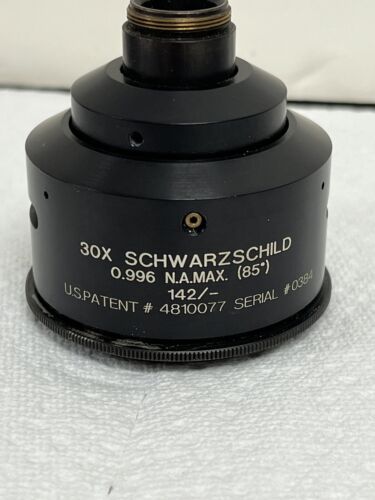 30X SCHWARZSCHILD
0.996 N.A.MAX. (85°)
142/-
U.S.PATENT # 4810077 SERIAL #0384